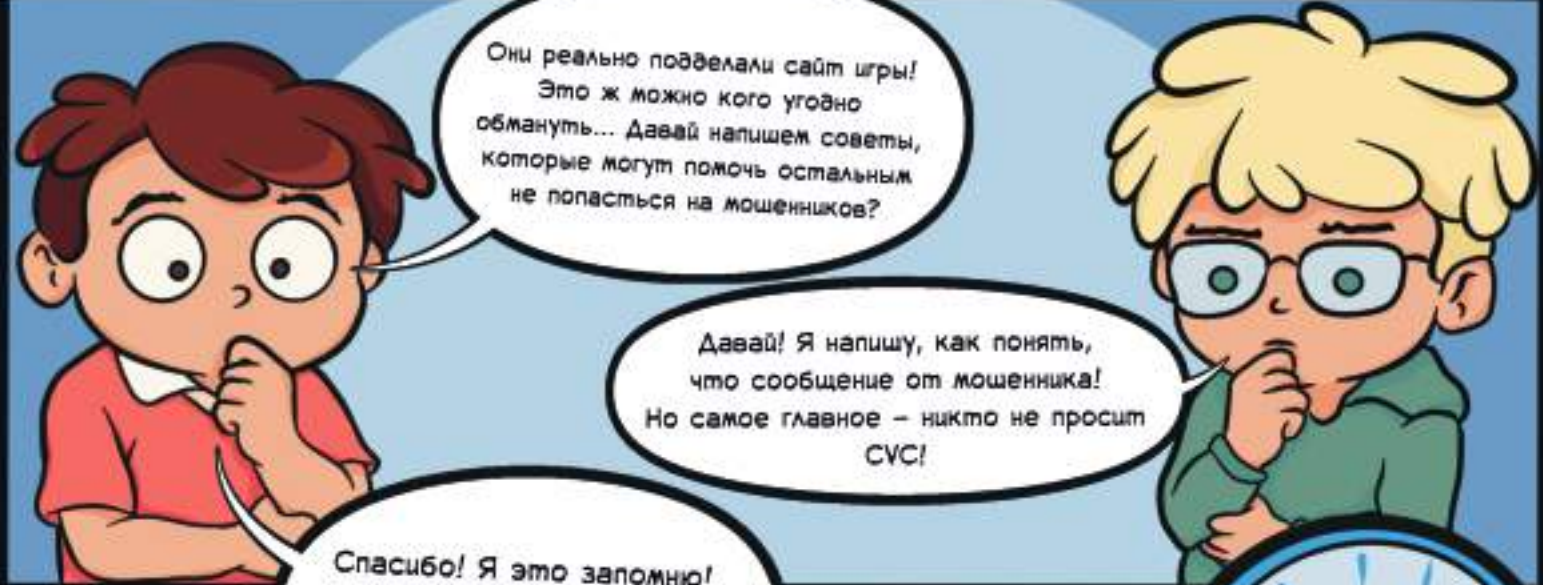 Они реально подделали сайт игры!
Это ж можно кого угодно
обмануть... Давай напишем советы,
которые могут помочь остальным
не попасться на мошенников?
Давай! Я напишу, как понять,
что сообщение от мошенника!
Но самое главное – никто не просит
CVC!
Спасибо! Я это запомню!